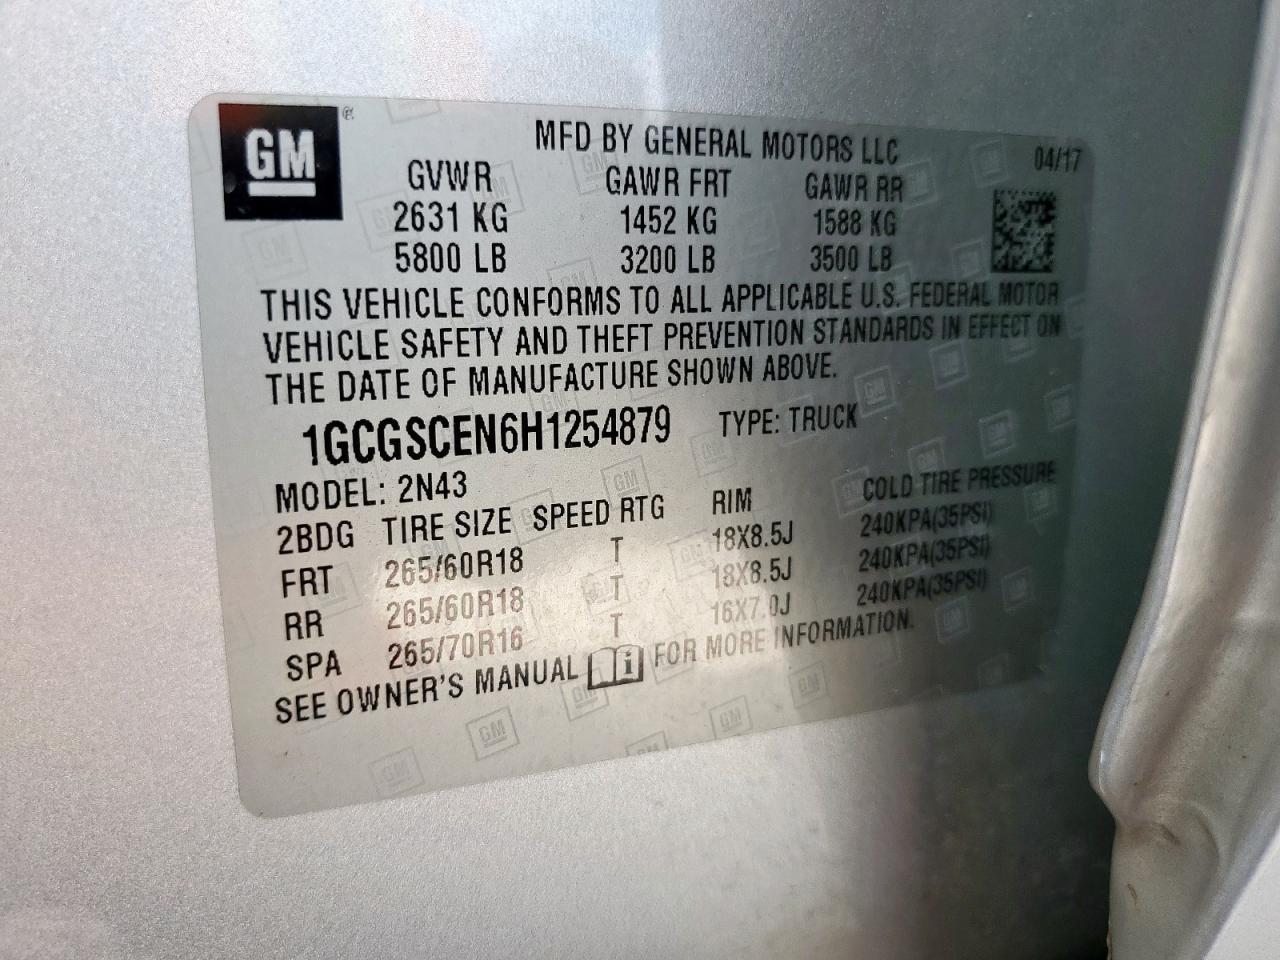 GM ®
MFD BY GENERAL MOTORS LLC 04/17
GVWR GAWR FRT GAWR RR
2631 KG 1452 KG 1588 KG
5800 LB 3200 LB 3500 LB
THIS VEHICLE CONFORMS TO ALL APPLICABLE U.S. FEDERAL MOTOR
VEHICLE SAFETY AND THEFT PREVENTION STANDARDS IN EFFECT ON
THE DATE OF MANUFACTURE SHOWN ABOVE.
1GCGSCEN6H1254879 TYPE: TRUCK
MODEL: 2N43
2BDG TIRE SIZE SPEED RTG RIM COLD TIRE PRESSURE
FRT 265/60R18 T 18X8.5J 240KPA(35PSI)
RR 265/60R18 T 18X8.5J 240KPA(35PSI)
SPA 265/70R16 T 16X7.0J 240KPA(35PSI)
SEE OWNER'S MANUAL FOR MORE INFORMATION.